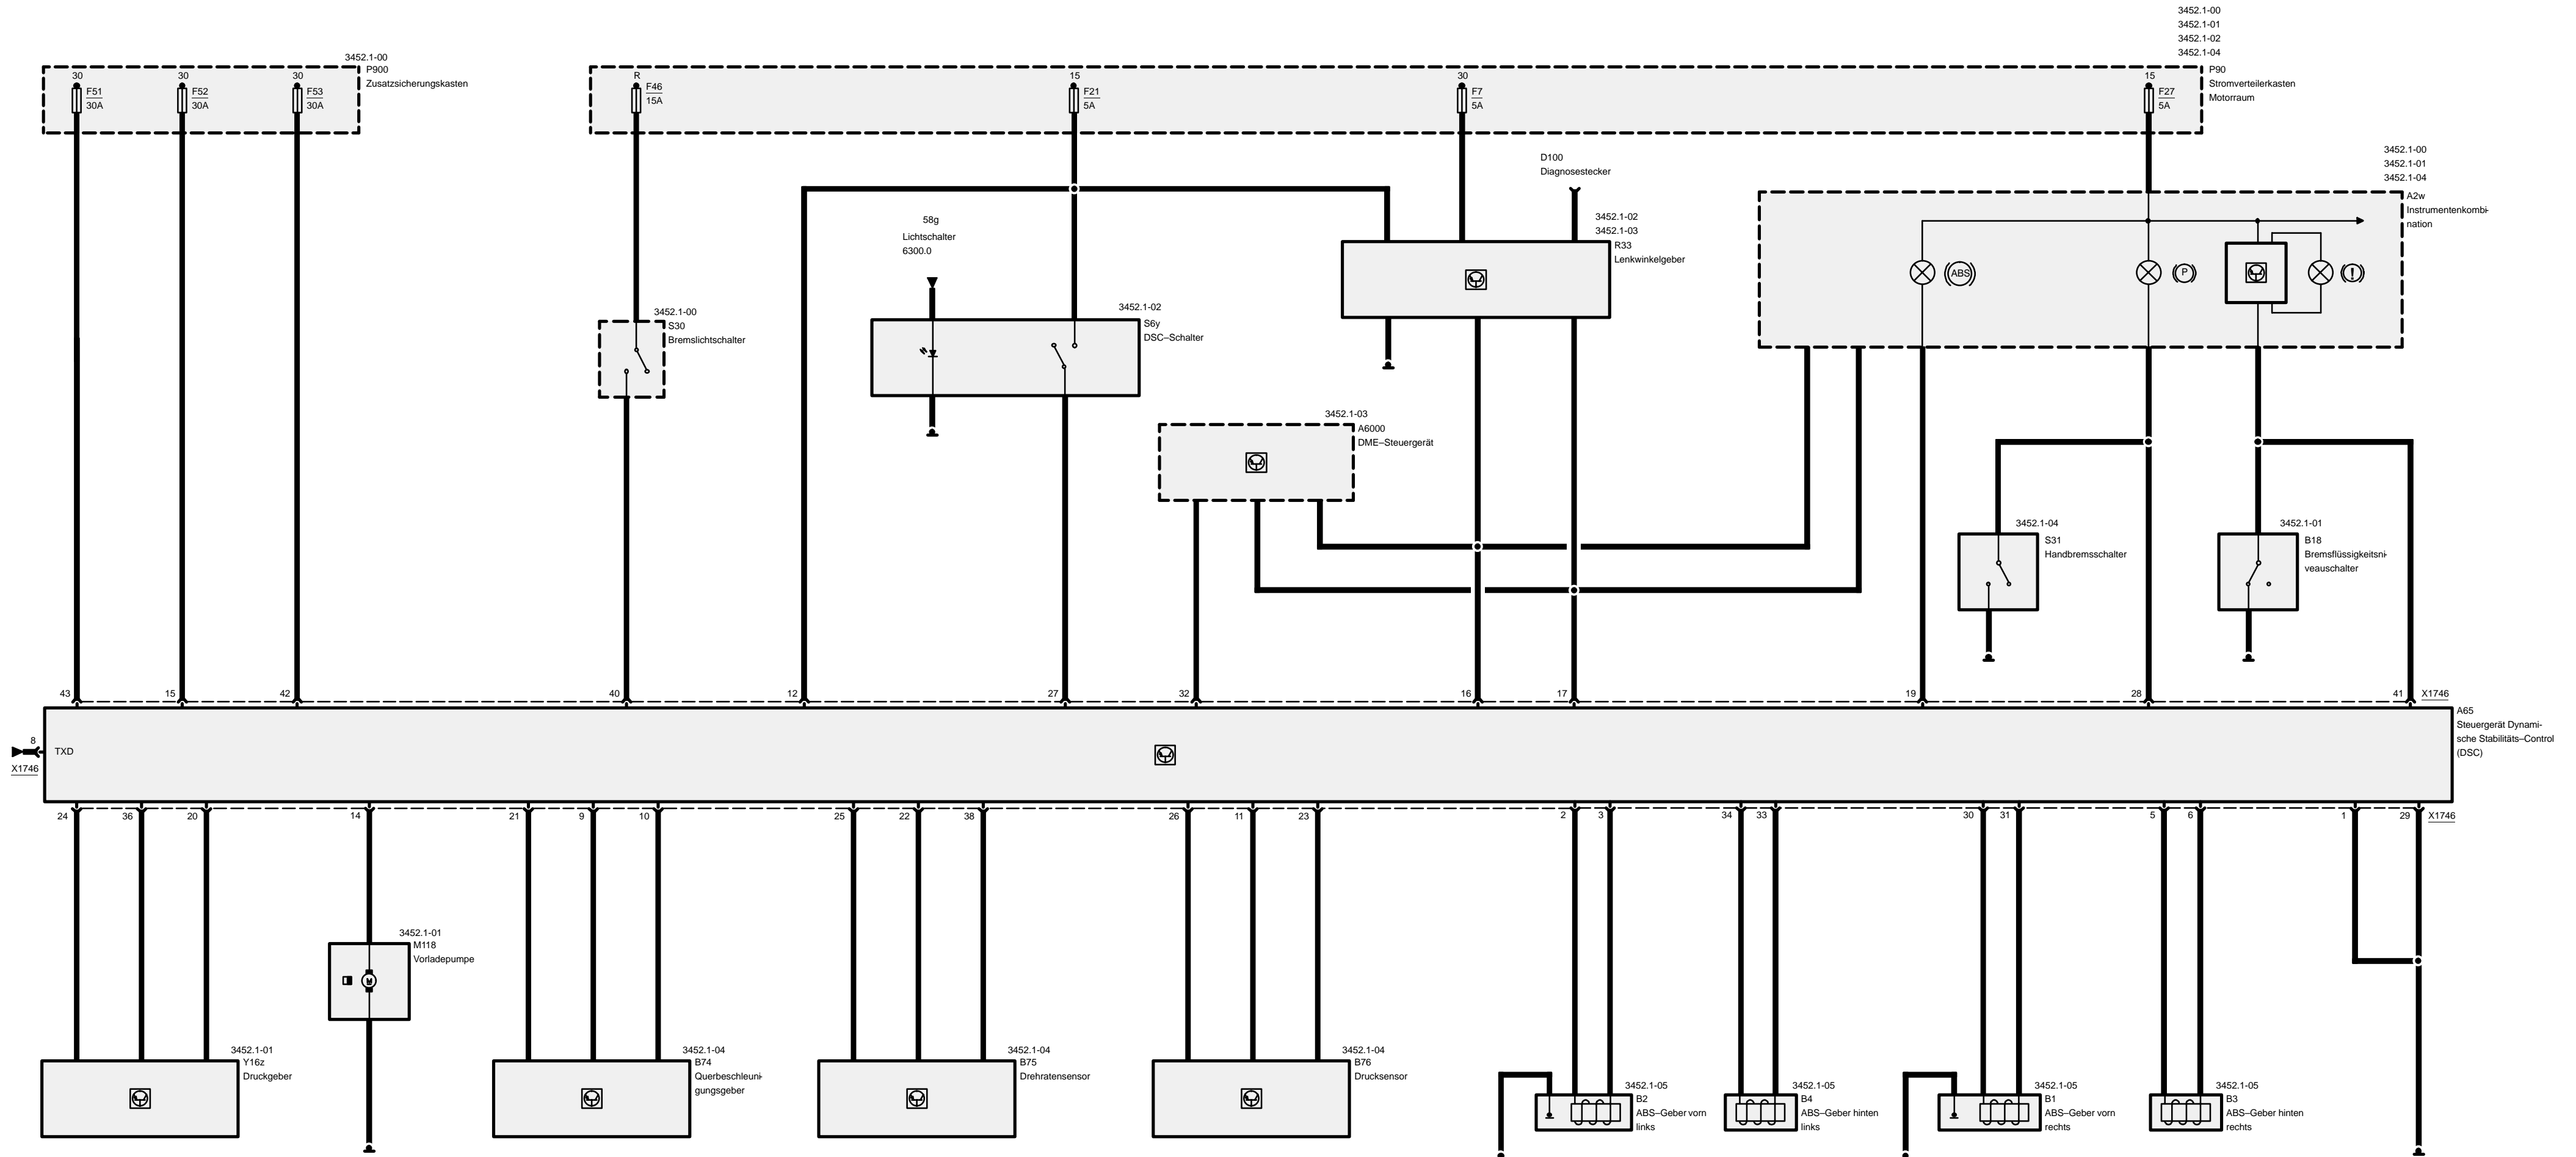 3452.1-00
3452.1-01
3452.1-02
3452.1-04
3452.1-00
P900
Zusatzsicherungskasten
30
F51
30A
30
F52
30A
30
F53
30A
R
F46
15A
15
F21
5A
30
F7
5A
15
F27
5A
P90
Stromverteilerkasten
Motorraum
D100
Diagnosestecker
3452.1-00
3452.1-01
3452.1-04
A2w
Instrumentenkombi-
nation
ABS
P
!
58g
Lichtschalter
6300.0
3452.1-02
3452.1-03
R33
Lenkwinkelgeber
3452.1-00
S30
Bremslichtschalter
3452.1-02
S6y
DSC–Schalter
3452.1-03
A6000
DME–Steuergerät
3452.1-04
S31
Handbremsschalter
3452.1-01
B18
Bremsflüssigkeitsni-
veauschalter
43
15
42
40
12
27
32
16
17
19
28
41
X1746
A65
Steuergerät Dynami-
sche Stabilitäts–Control
(DSC)
8
X1746
TXD
24
36
20
14
21
9
10
25
22
38
26
11
23
2
3
34
33
30
31
5
6
1
29
X1746
3452.1-01
M118
Vorladepumpe
M
3452.1-01
Y16z
Druckgeber
3452.1-04
B74
Querbeschleuni-
gungsgeber
3452.1-04
B75
Drehratensensor
3452.1-04
B76
Drucksensor
3452.1-05
B2
ABS–Geber vorn
links
3452.1-05
B4
ABS–Geber hinten
links
3452.1-05
B1
ABS–Geber vorn
rechts
3452.1-05
B3
ABS–Geber hinten
rechts